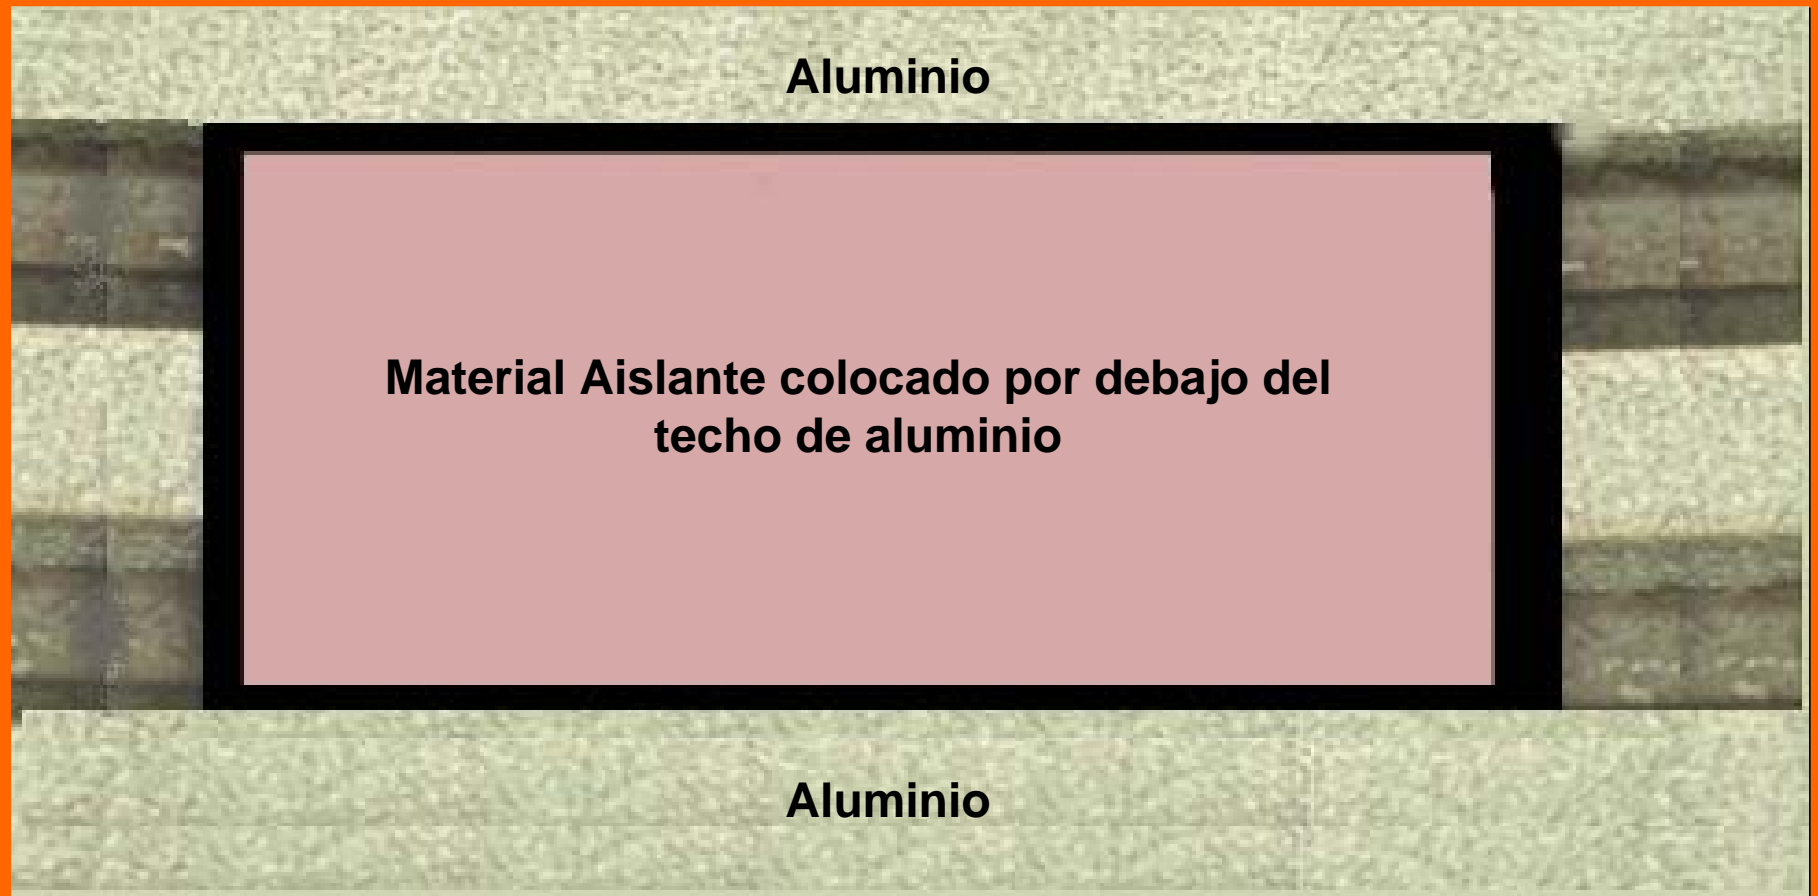 Aluminio
Material Aislante colocado por debajo del
techo de aluminio
Aluminio